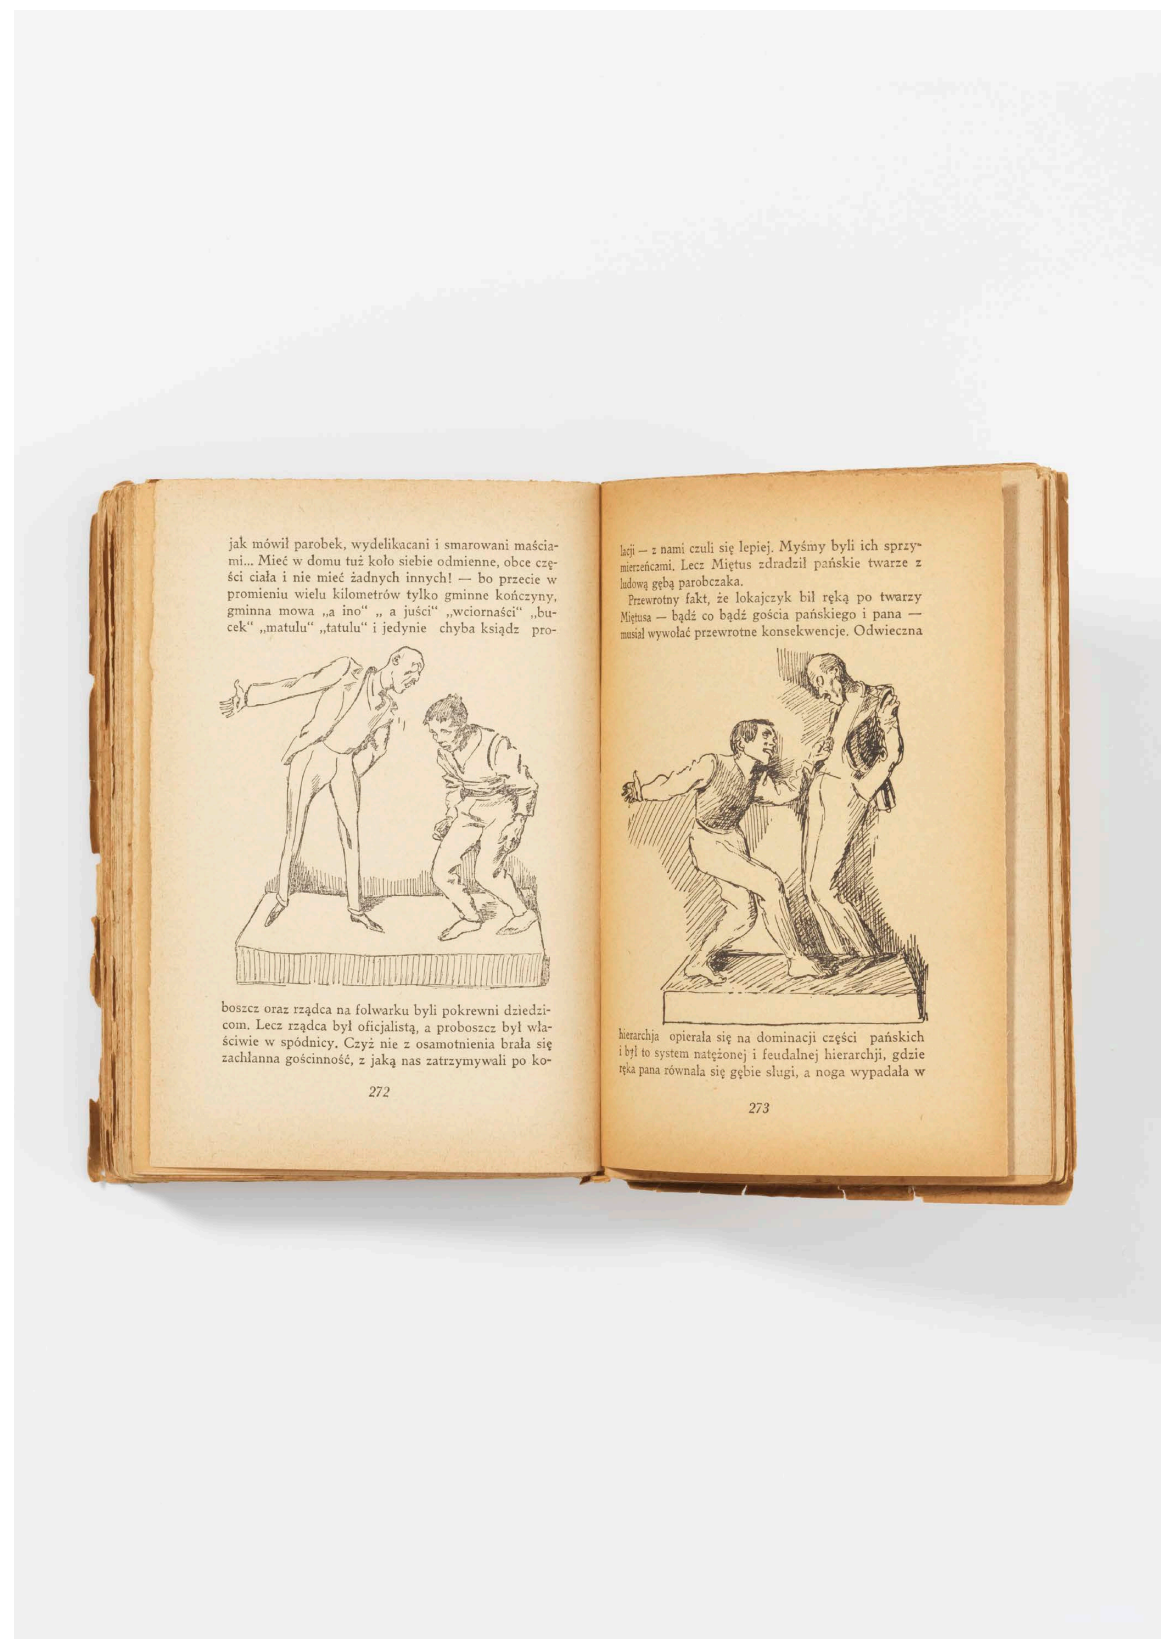 jak mówił parobek, wydelikacani i smarowani maścia-
mi... Mieć w domu tuż koło siebie odmienne, obce czę-
ści ciała i nie mieć żadnych innych! — bo przecie w
promieniu wielu kilometrów tylko gminne kończyny,
gminna mowa „a ino“ „ a juści“ „wciornaści“ „bu-
cek“ „matulu“ „tatulu“ i jedynie chyba ksiądz pro-
boszcz oraz rządca na folwarku byli pokrewni dziedzi-
com. Lecz rządca był oficjalistą, a proboszcz był wła-
ściwie w spódnicy. Czyż nie z osamotnienia brała się
zachłanna gościnność, z jaką nas zatrzymywali po ko-
272
lacji — z nami czuli się lepiej. Myśmy byli ich sprzy-
mierzeńcami. Lecz Miętus zdradził pańskie twarze z
ludową gębą parobczaka.
Przewrotny fakt, że lokajczyk bił ręką po twarzy
Miętusa — bądź co bądź gościa pańskiego i pana —
musiał wywołać przewrotne konsekwencje. Odwieczna
hierarchja opierała się na dominacji części pańskich
i był to system natężonej i feudalnej hierarchji, gdzie
ręka pana równała się gębie sługi, a noga wypadała w
273